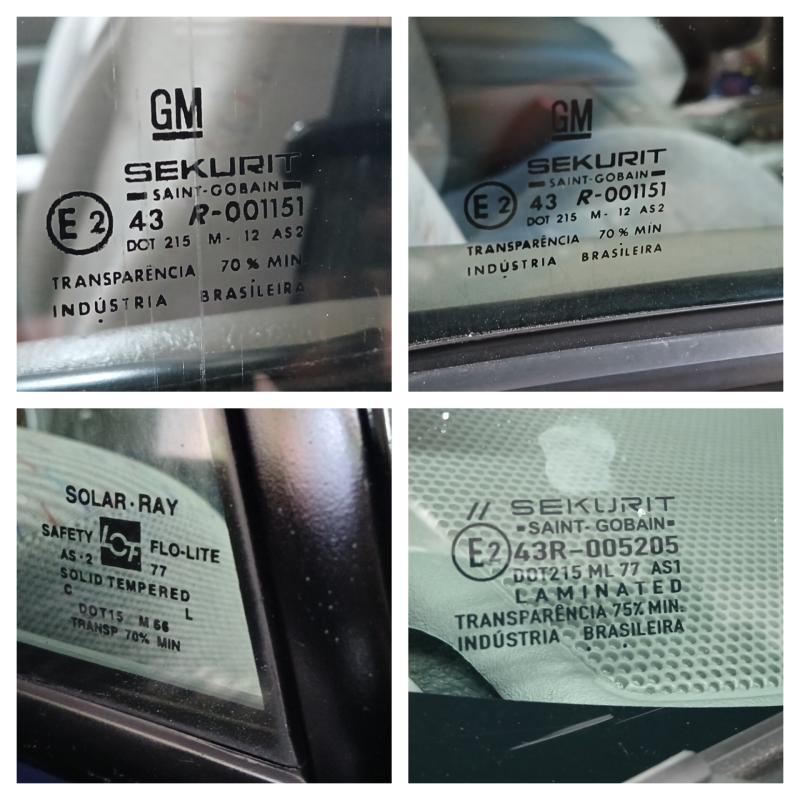 GM
SEKURIT
SAINT-GOBAIN
E2 43 R-001151
DOT 215 M- 12 AS2
TRANSPARÊNCIA 70% MIN
INDÚSTRIA BRASILEIRA
GM
SEKURIT
SAINT-GOBAIN
E2 43 R-001151
DOT 215 M- 12 AS2
TRANSPARÊNCIA 70% MIN
INDÚSTRIA BRASILEIRA
SOLAR·RAY
SAFETY LOF FLO-LITE
AS·2 77
SOLID TEMPERED
C L
DOT15 M66
TRANSP 70% MIN
// SEKURIT
SAINT-GOBAIN
E2 43R-005205
DOT215 ML 77 AS1
LAMINATED
TRANSPARÊNCIA 75% MIN.
INDÚSTRIA BRASILEIRA